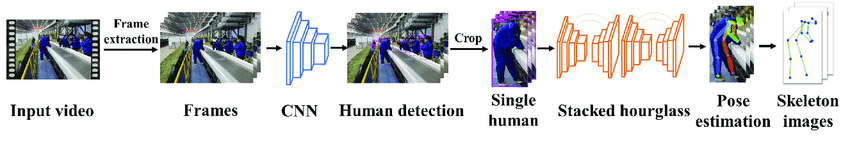 Frame
extraction
Crop
Input video
Frames
CNN
Human detection
Single
human
Stacked hourglass
Pose
estimation
Skeleton
images